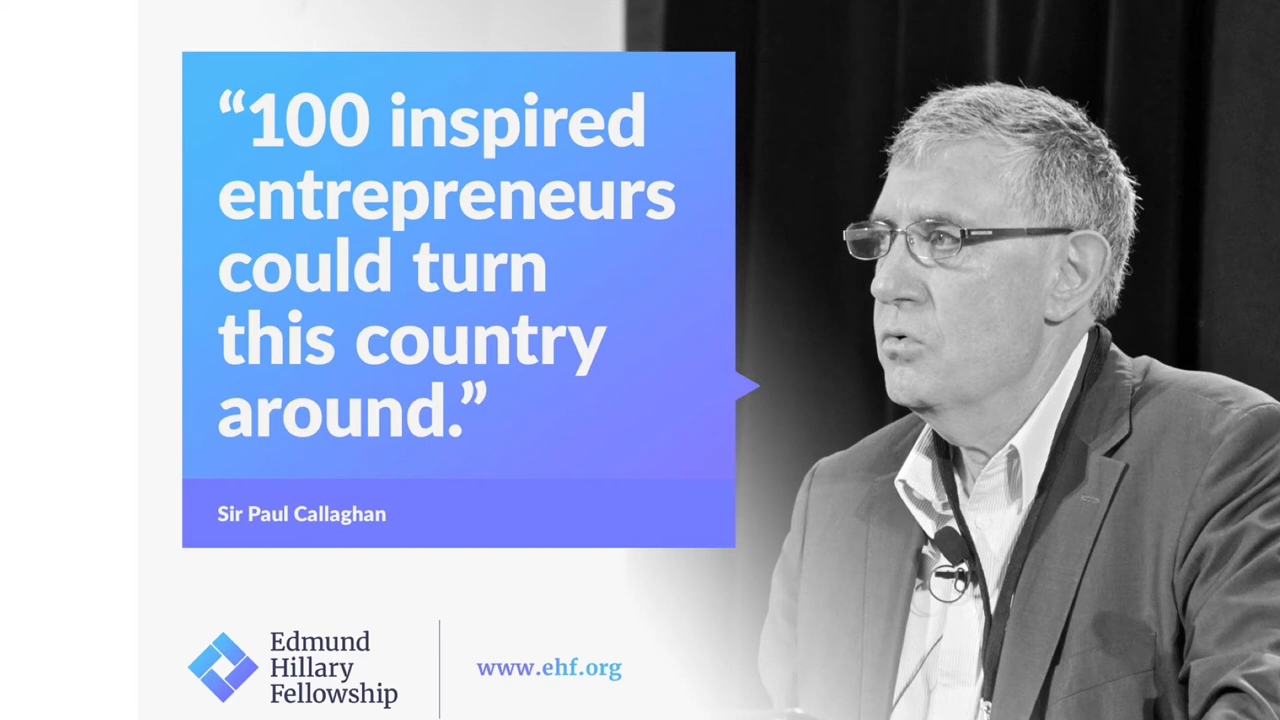 “100 inspired
entrepreneurs
could turn
this country
around.”
Sir Paul Callaghan
Edmund
Hillary
Fellowship
www.ehf.org